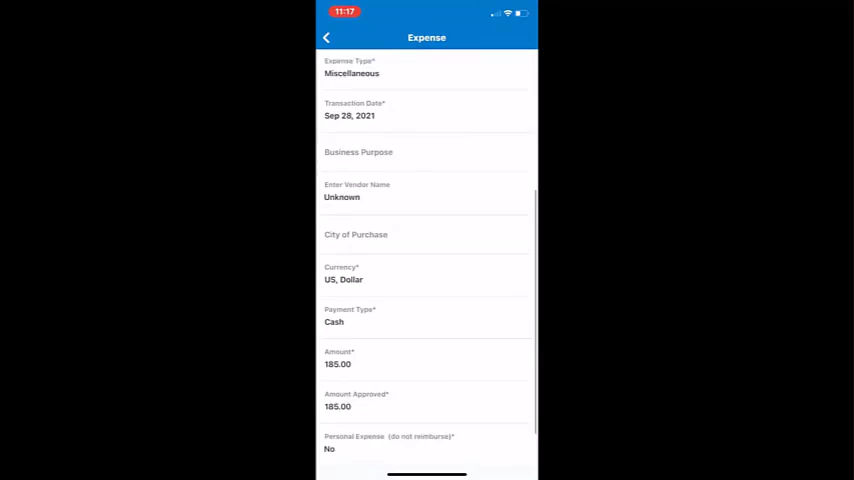 11:17
Expense
Expense Type*
Miscellaneous
Transaction Date*
Sep 28, 2021
Business Purpose
Enter Vendor Name
Unknown
City of Purchase
Currency*
US, Dollar
Payment Type*
Cash
Amount*
185.00
Amount Approved*
185.00
Personal Expense (do not reimburse)*
No